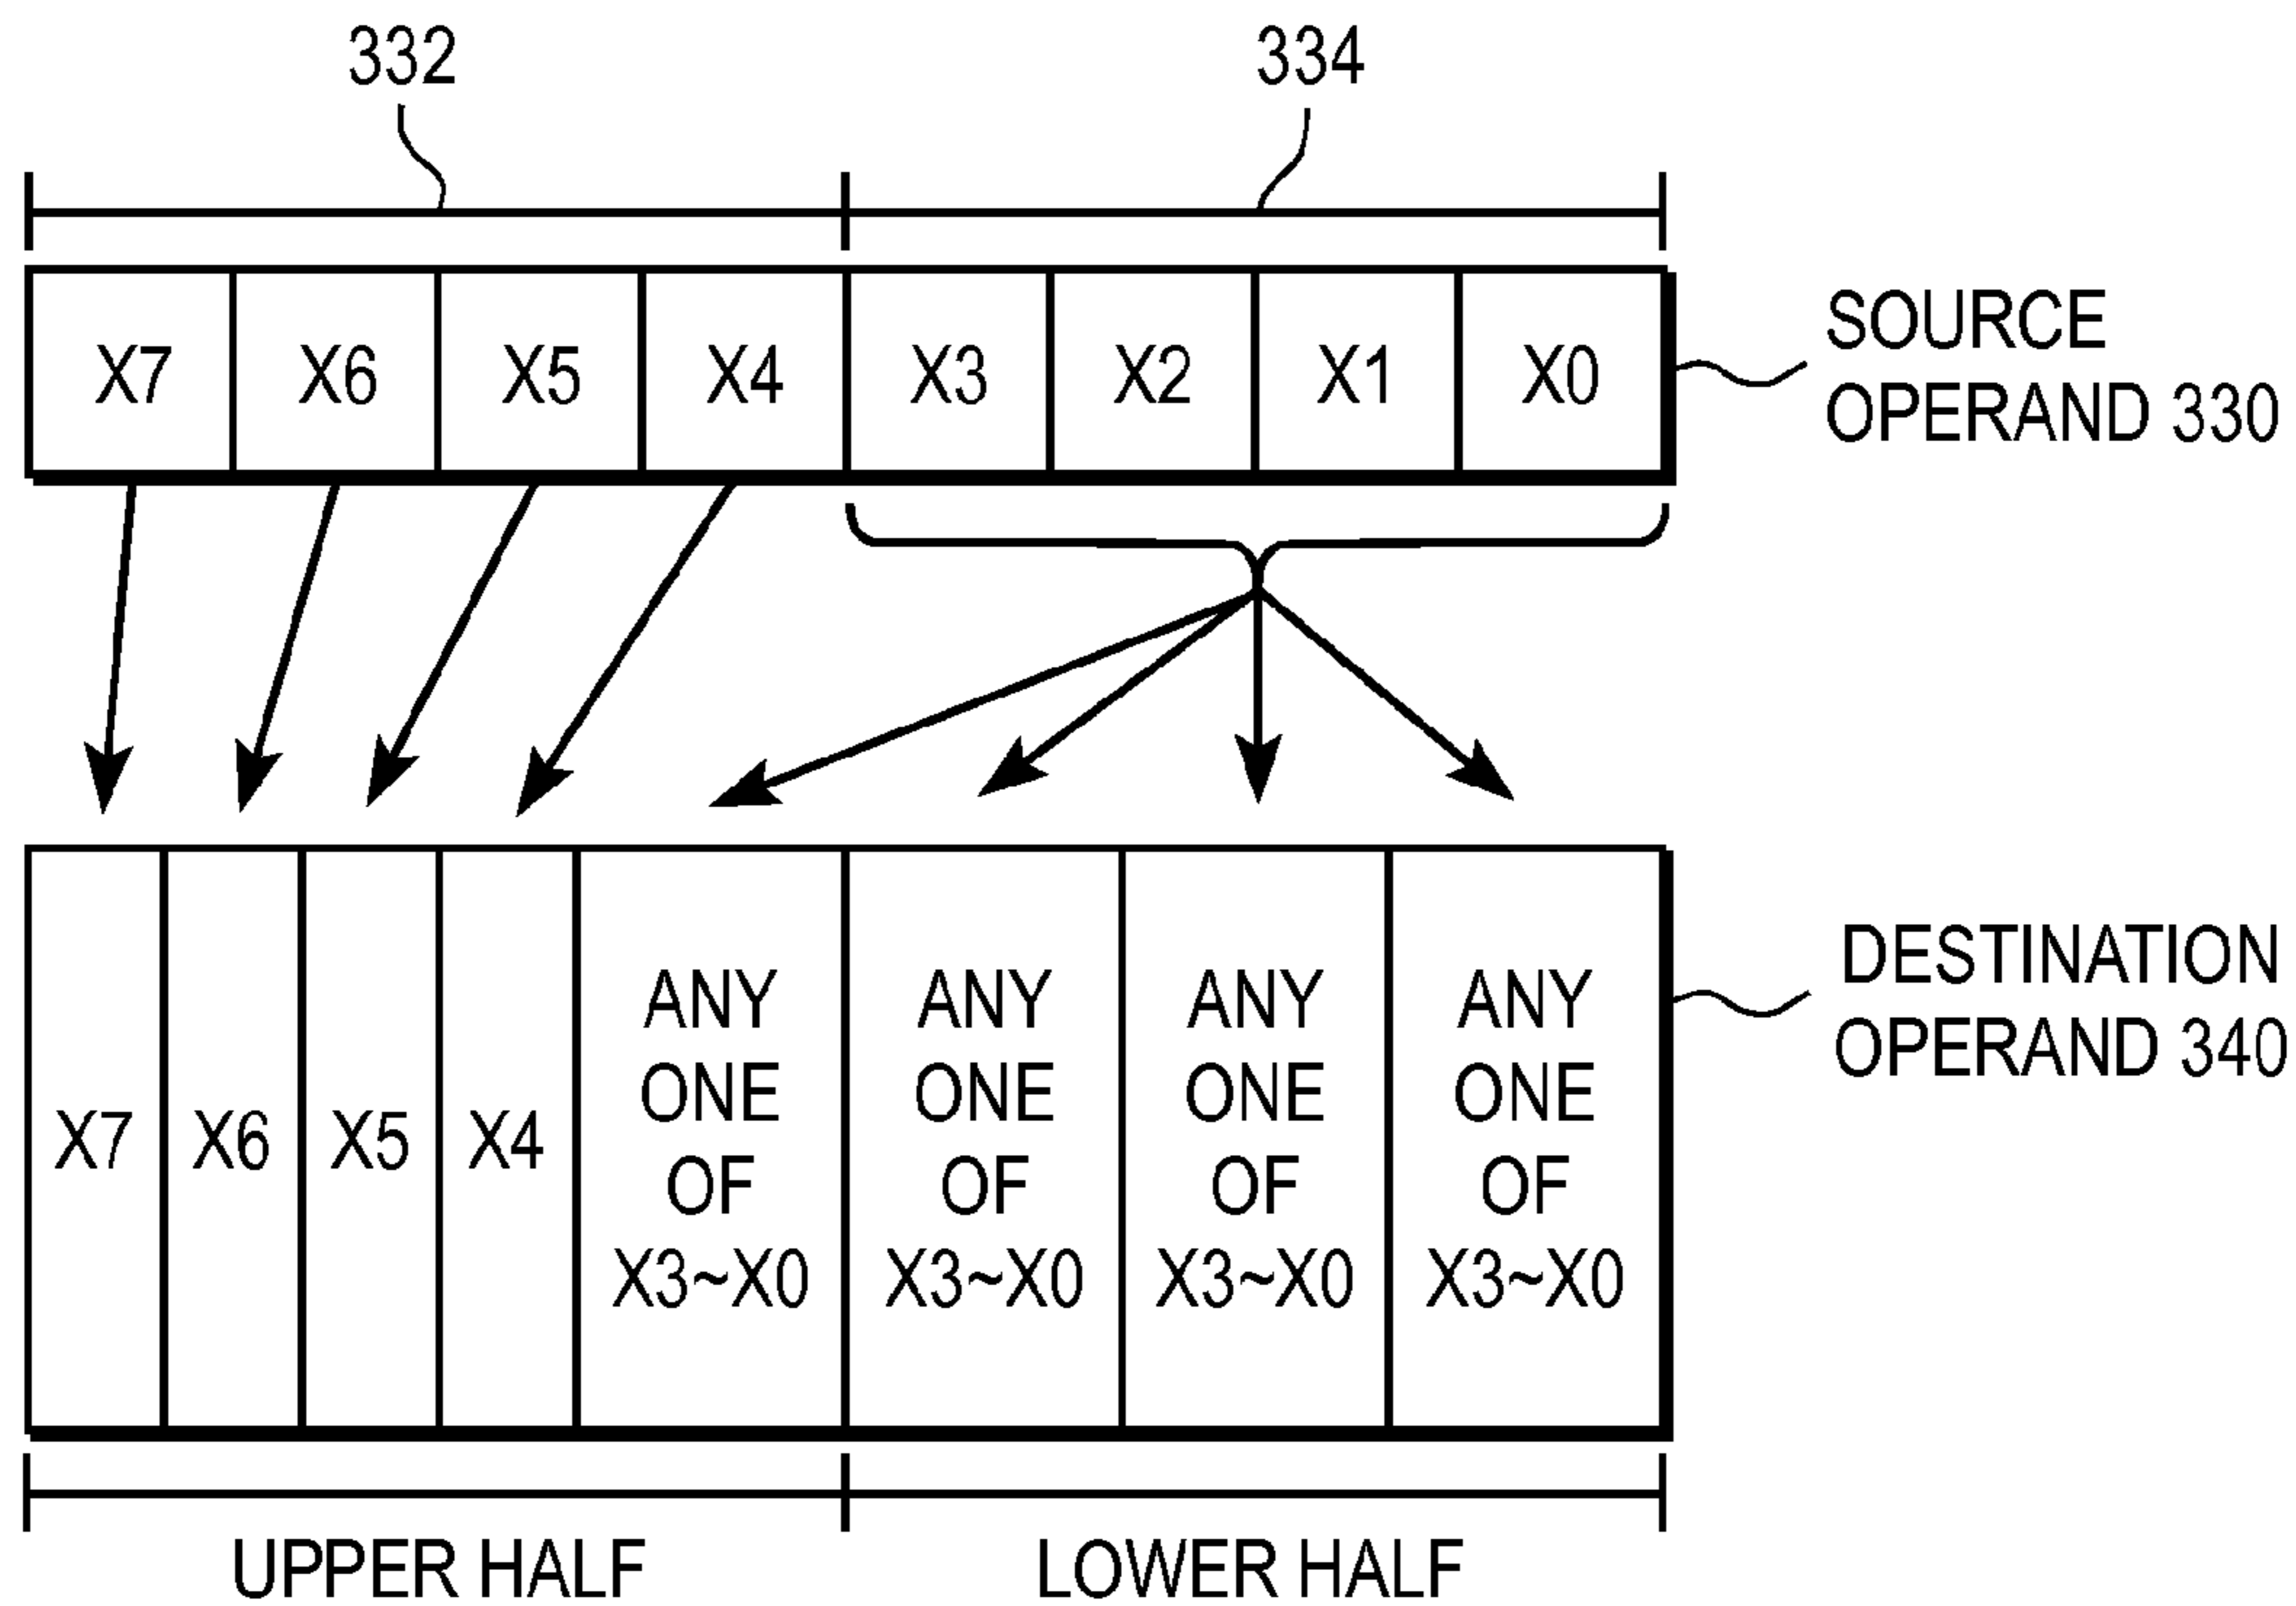 332
334
X7
X6
X5
X4
X3
X2
X1
X0
SOURCE
OPERAND 330
X7
X6
X5
X4
ANY
ONE
OF
X3~X0
ANY
ONE
OF
X3~X0
ANY
ONE
OF
X3~X0
ANY
ONE
OF
X3~X0
DESTINATION
OPERAND 340
UPPER HALF
LOWER HALF